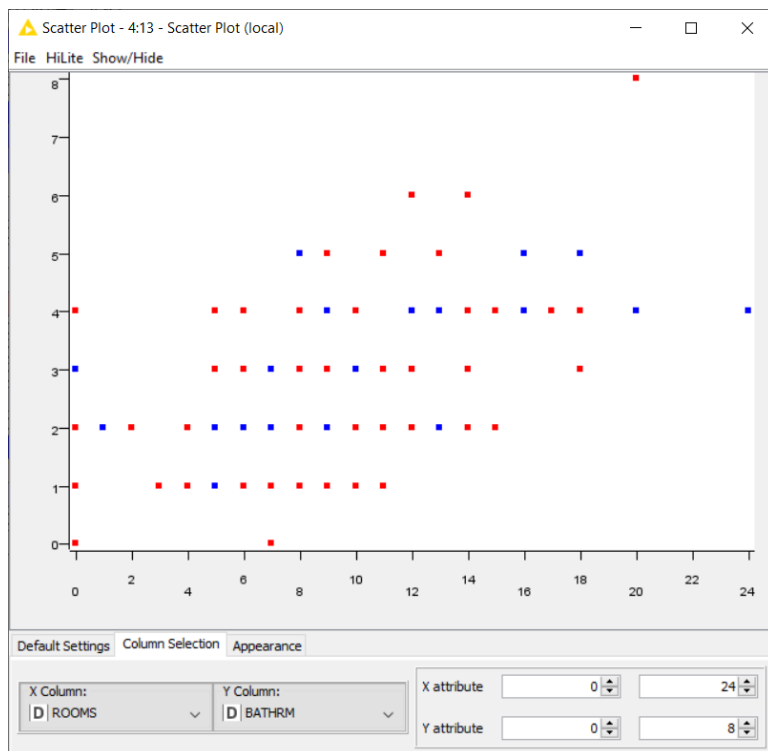 Scatter Plot - 4:13 - Scatter Plot (local)
File HiLite Show/Hide
8
7
6
5
4
3
2
1
0
2 6 10 14 18 22
0 4 8 12 16 20 24
Default Settings Column Selection Appearance
X Column: Y Column:
D ROOMS D BATHRM
X attribute 0 24
Y attribute 0 8